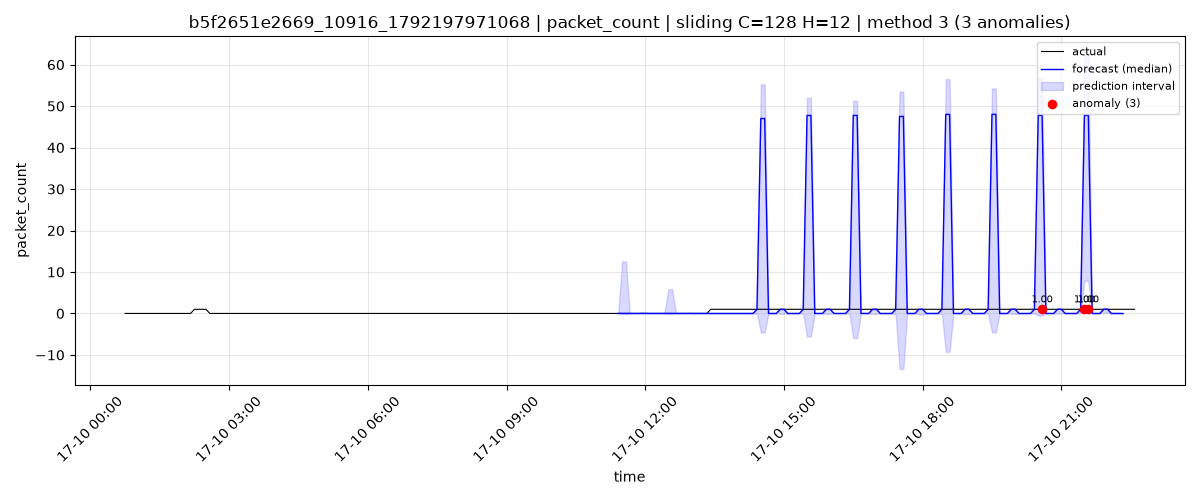 b5f2651e2669_10916_1792197971068 | packet_count | sliding C=128 H=12 | method 3 (3 anomalies)
actual
forecast (median)
prediction interval
anomaly (3)
packet_count
60
50
40
30
20
10
0
−10
1.00
1.00
17-10 00:00
17-10 03:00
17-10 06:00
17-10 09:00
17-10 12:00
17-10 15:00
17-10 18:00
17-10 21:00
time